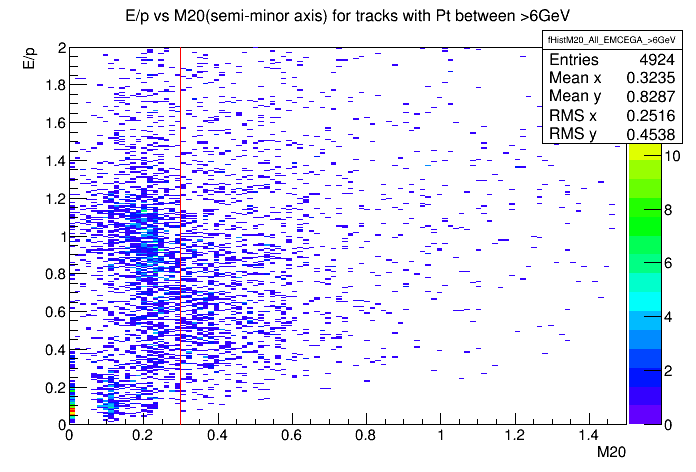 E/p vs M20(semi-minor axis) for tracks with Pt between >6GeV
fHistM20_All_EMCEGA_>6GeV
Entries 4924
Mean x 0.3235
Mean y 0.8287
RMS x 0.2516
RMS y 0.4538
E/p
2
1.8
1.6
1.4
1.2
1
0.8
0.6
0.4
0.2
0
0 0.2 0.4 0.6 0.8 1 1.2 1.4
M20
10
8
6
4
2
0